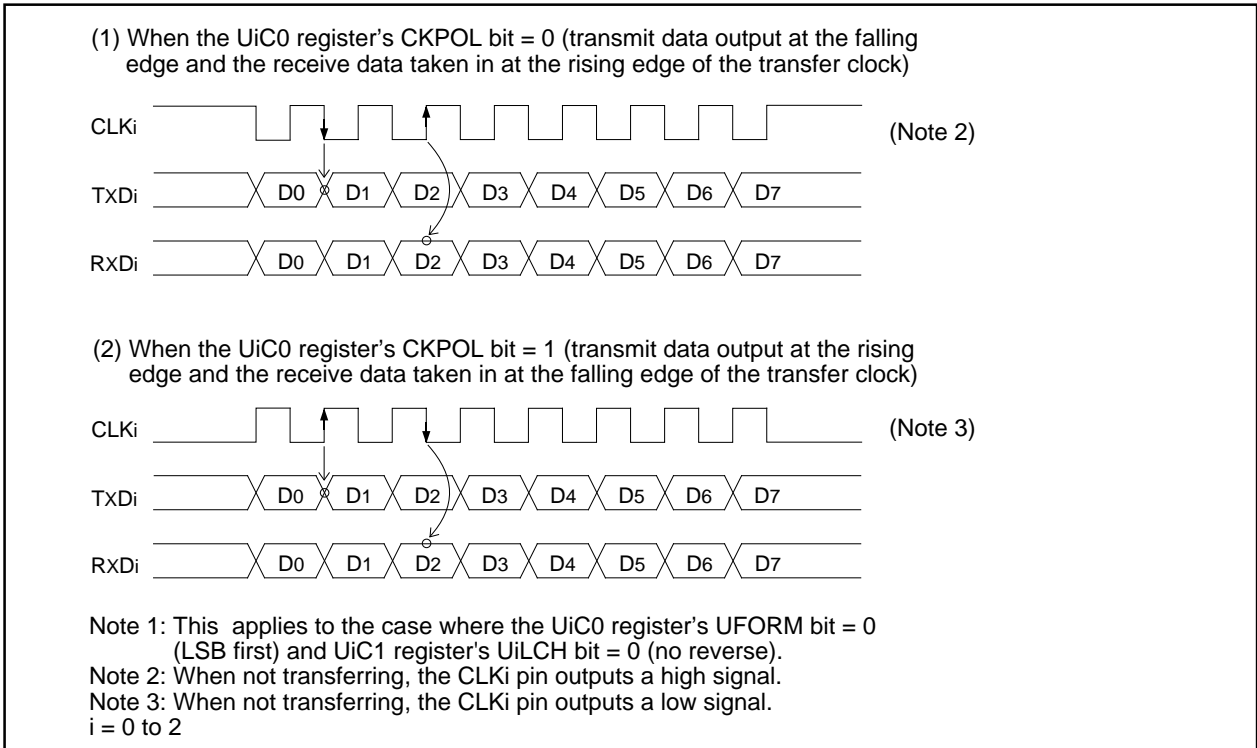 (1) When the UiC0 register's CKPOL bit = 0 (transmit data output at the falling
edge and the receive data taken in at the rising edge of the transfer clock)
CLKi
(Note 2)
TXDi D0 D1 D2 D3 D4 D5 D6 D7
RXDi D0 D1 D2 D3 D4 D5 D6 D7
(2) When the UiC0 register's CKPOL bit = 1 (transmit data output at the rising
edge and the receive data taken in at the falling edge of the transfer clock)
CLKi
(Note 3)
TXDi D0 D1 D2 D3 D4 D5 D6 D7
RXDi D0 D1 D2 D3 D4 D5 D6 D7
Note 1: This applies to the case where the UiC0 register's UFORM bit = 0
(LSB first) and UiC1 register's UiLCH bit = 0 (no reverse).
Note 2: When not transferring, the CLKi pin outputs a high signal.
Note 3: When not transferring, the CLKi pin outputs a low signal.
i = 0 to 2